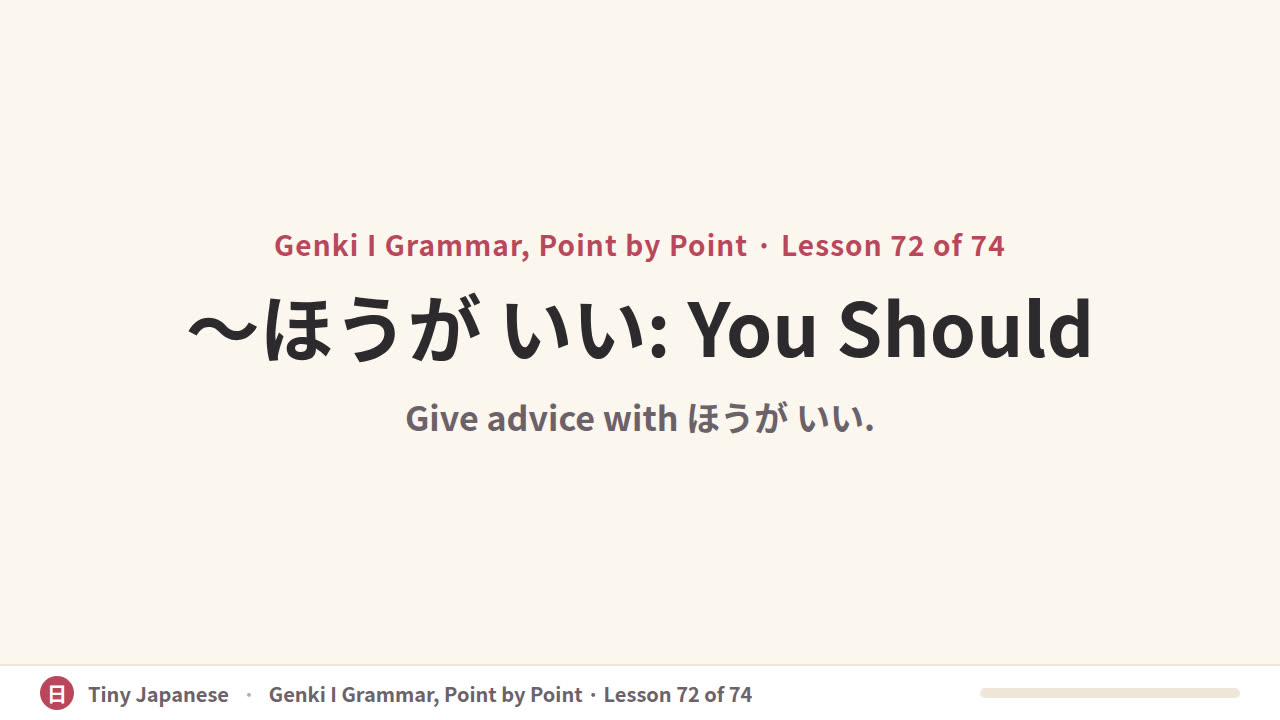 Genki I Grammar, Point by Point · Lesson 72 of 74
〜ほうが いい: You Should
Give advice with ほうが いい.
日 Tiny Japanese · Genki I Grammar, Point by Point · Lesson 72 of 74